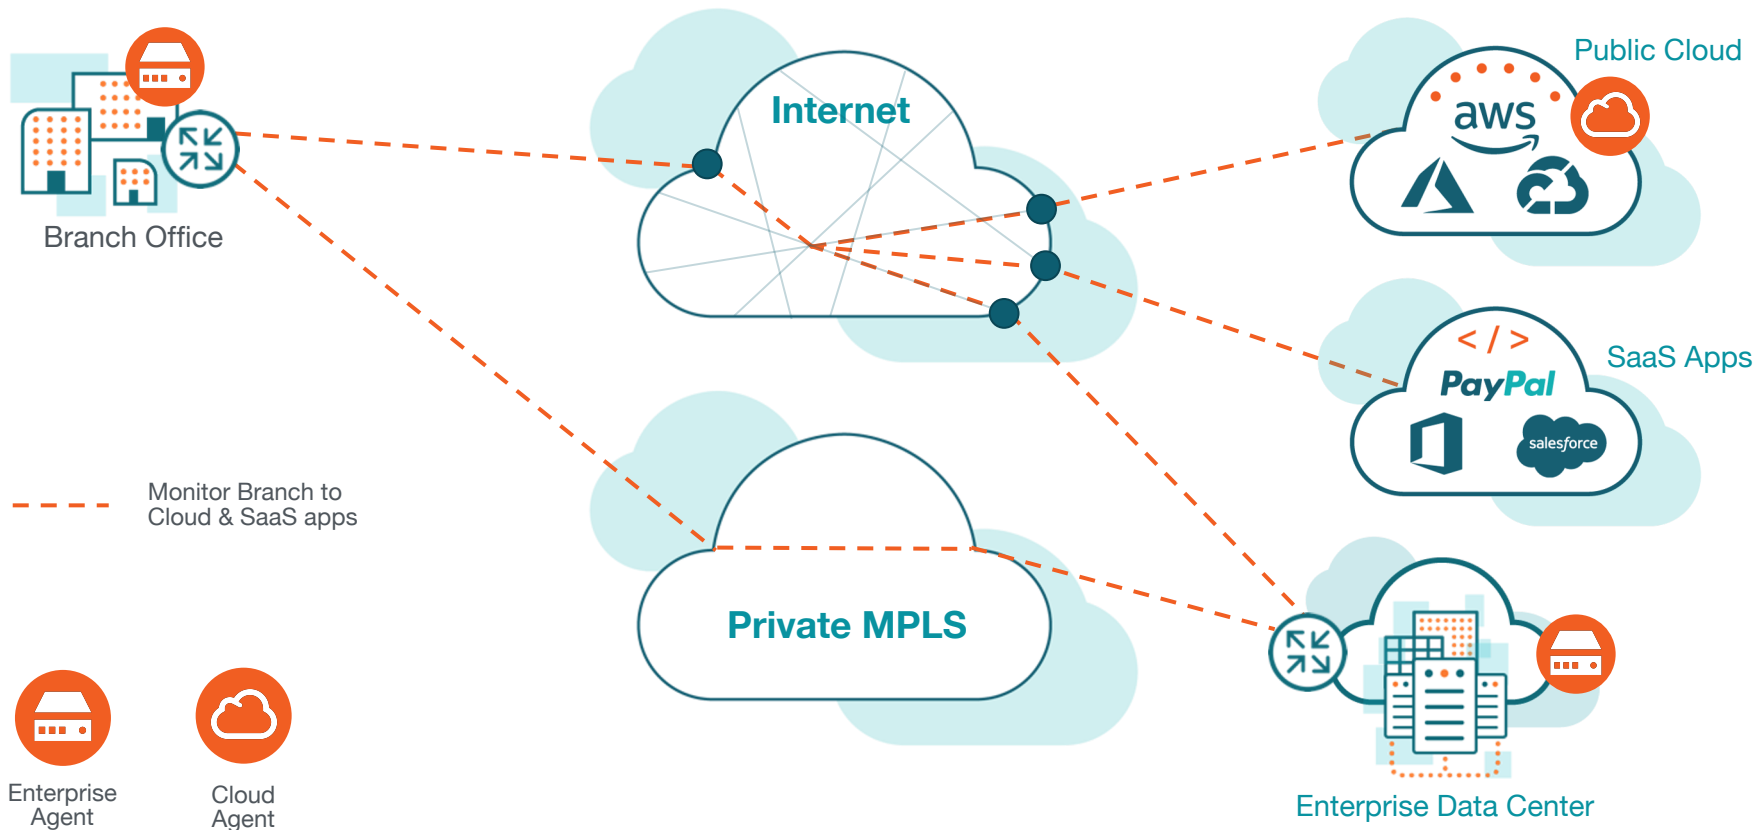 Public Cloud
Internet
aws
Branch Office
</>
SaaS Apps
PayPal
salesforce
Monitor Branch to
Cloud & SaaS apps
Private MPLS
Enterprise
Agent
Cloud
Agent
Enterprise Data Center